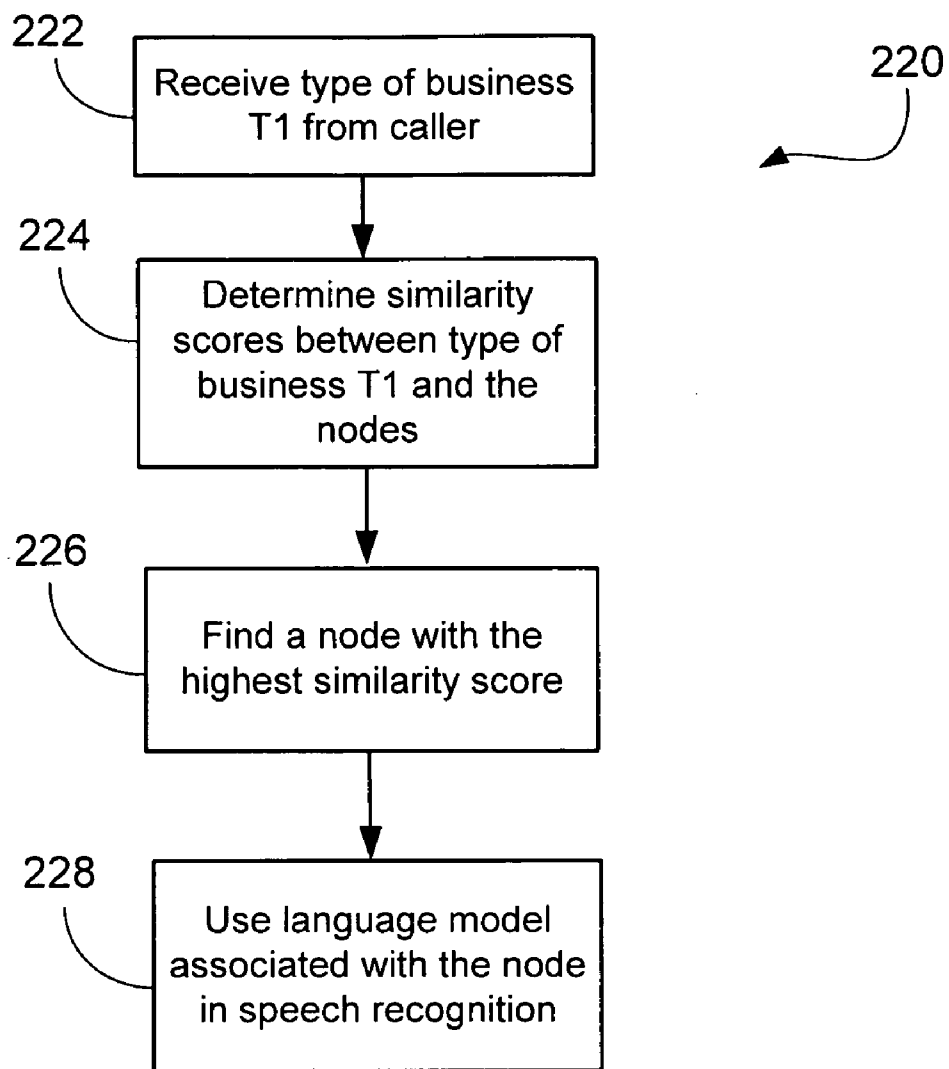 222
Receive type of business
T1 from caller
220
224
Determine similarity
scores between type of
business T1 and the
nodes
226
Find a node with the
highest similarity score
228
Use language model
associated with the node
in speech recognition